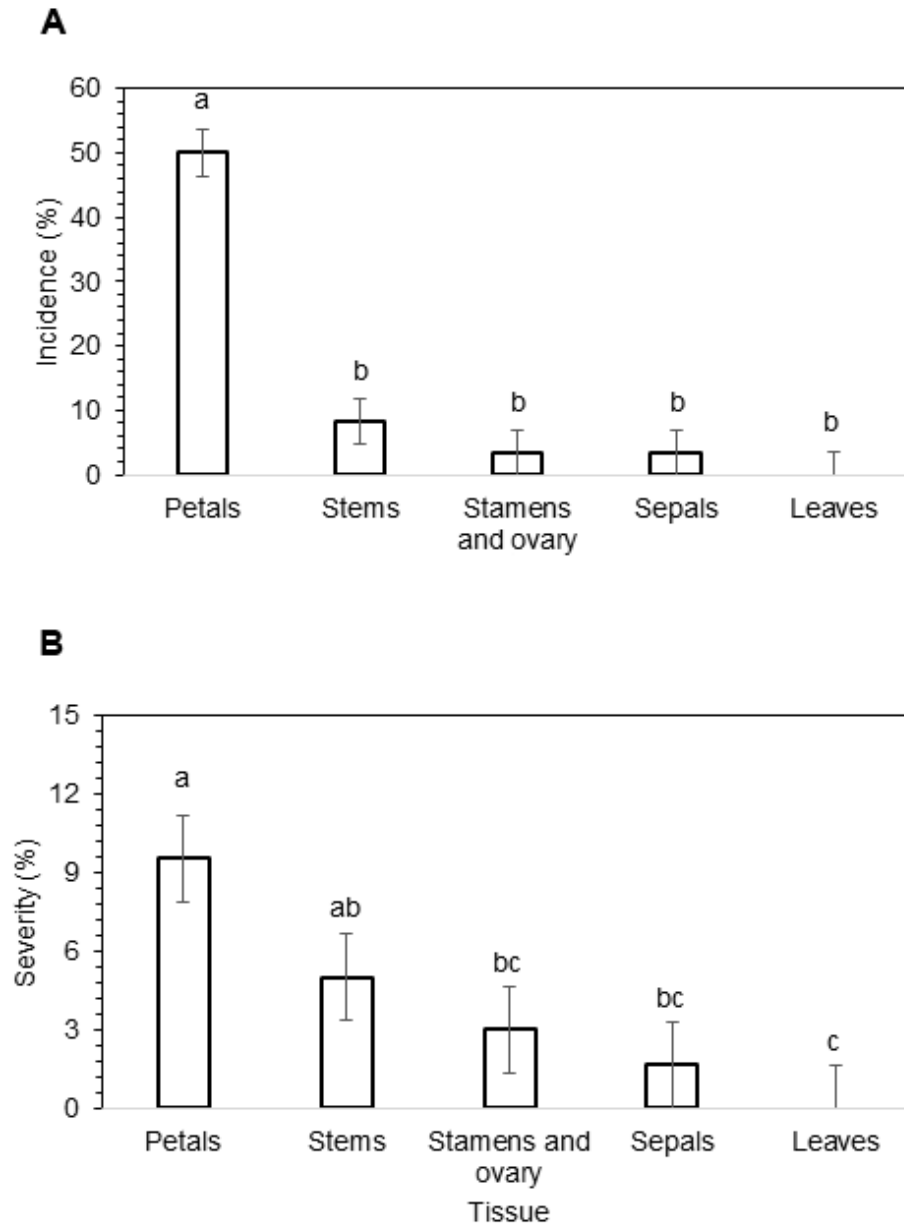 A
60
50
40
30
20
10
0
Incidence (%)
a
b
b
b
b
Petals
Stems
Stamens
and ovary
Sepals
Leaves
B
15
12
9
6
3
0
Severity (%)
a
ab
bc
bc
c
Petals
Stems
Stamens and
ovary
Sepals
Leaves
Tissue